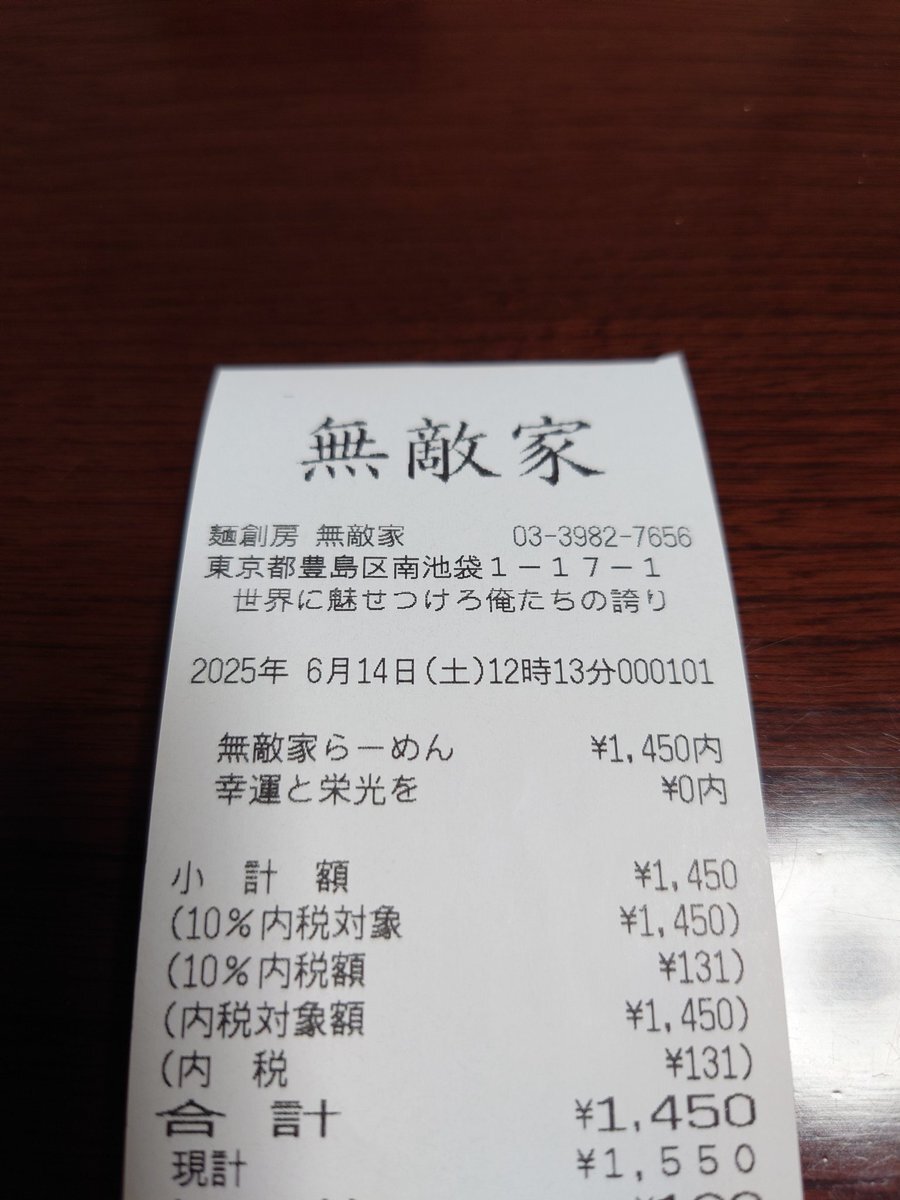 無敵家
麺創房 無敵家 03-3982-7656
東京都豊島区南池袋1-17-1
世界に魅せつけろ俺たちの誇り
2025年 6月14日(土)12時13分000101
無敵家らーめん ¥1,450内
幸運と栄光を ¥0内
小 計 額 ¥1,450
(10%内税対象 ¥1,450)
(10%内税額 ¥131)
(内税対象額 ¥1,450)
(内 税 ¥131)
合 計 ¥1,450
現計 ¥1,550